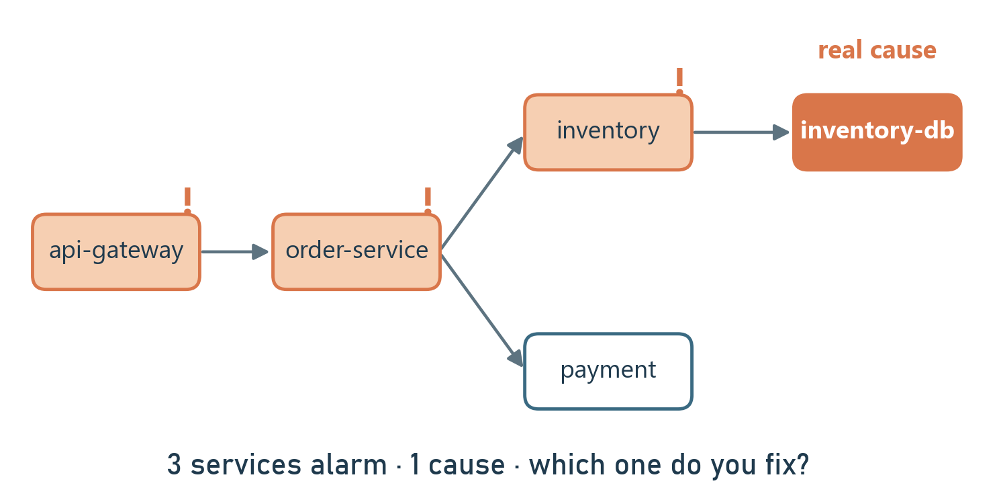 real cause
inventory
inventory-db
api-gateway
order-service
payment
3 services alarm · 1 cause · which one do you fix?